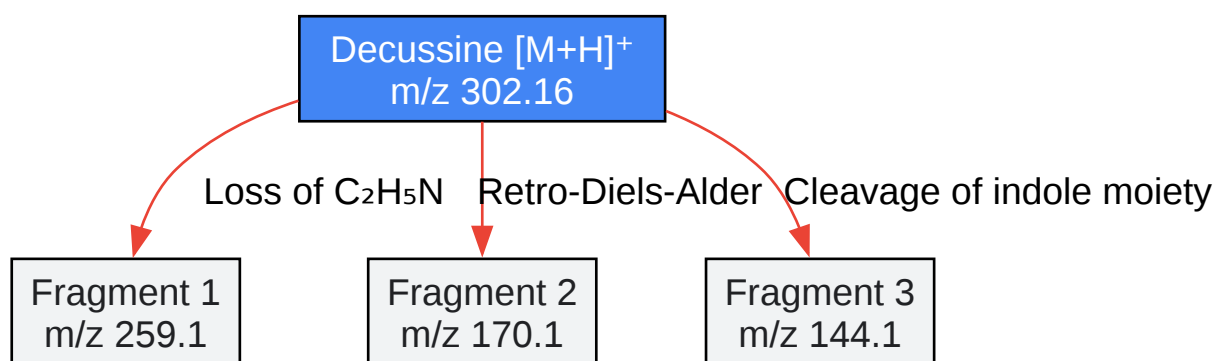 Decussine [M+H]⁺
m/z 302.16
Loss of C₂H₅N
Retro-Diels-Alder
Cleavage of indole moiety
Fragment 1
m/z 259.1
Fragment 2
m/z 170.1
Fragment 3
m/z 144.1